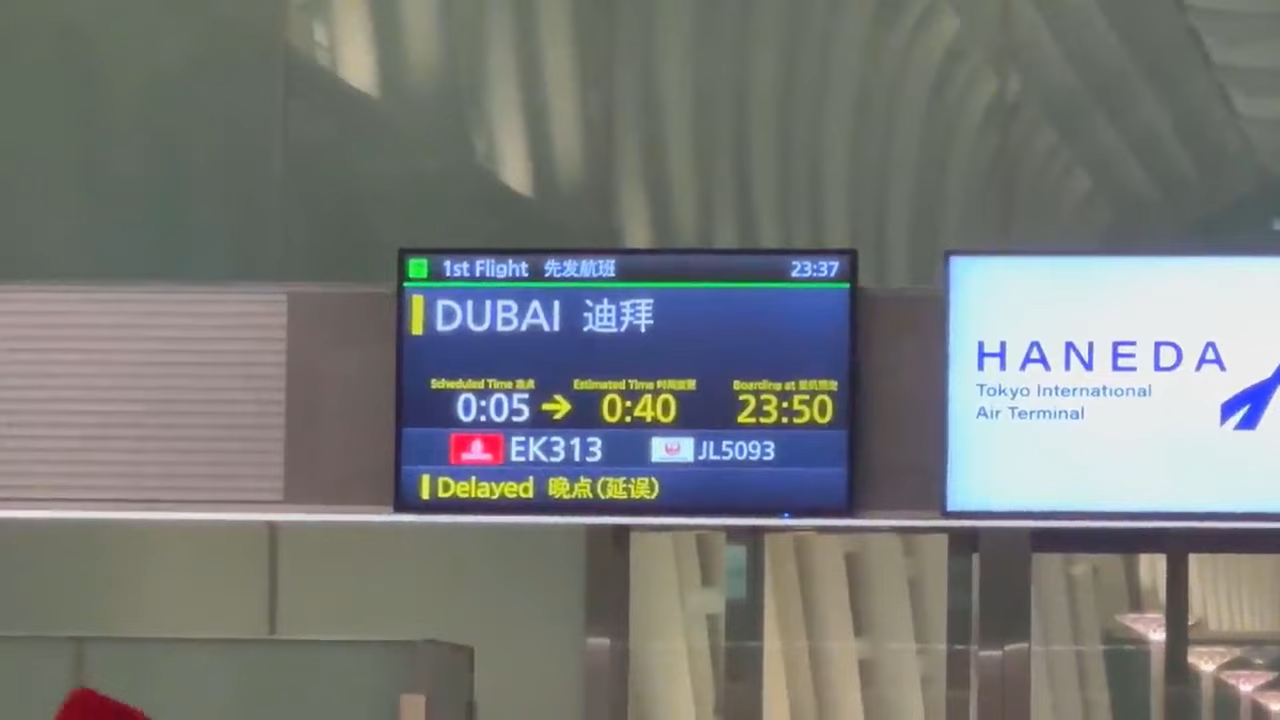 1st Flight 先发航班 23:37
DUBAI 迪拜
Scheduled Time Estimated Time Boarding at
0:05 → 0:40 23:50
EK313 JL5093
Delayed 晚点(延误)
HANEDA
Tokyo International
Air Terminal